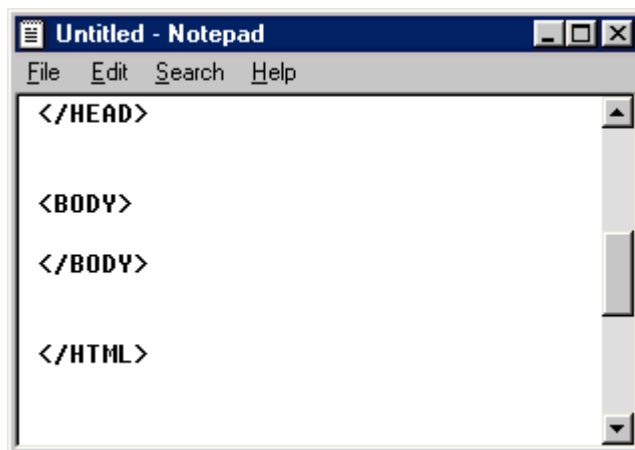 Untitled - Notepad
File Edit Search Help
</HEAD>
<BODY>
</BODY>
</HTML>